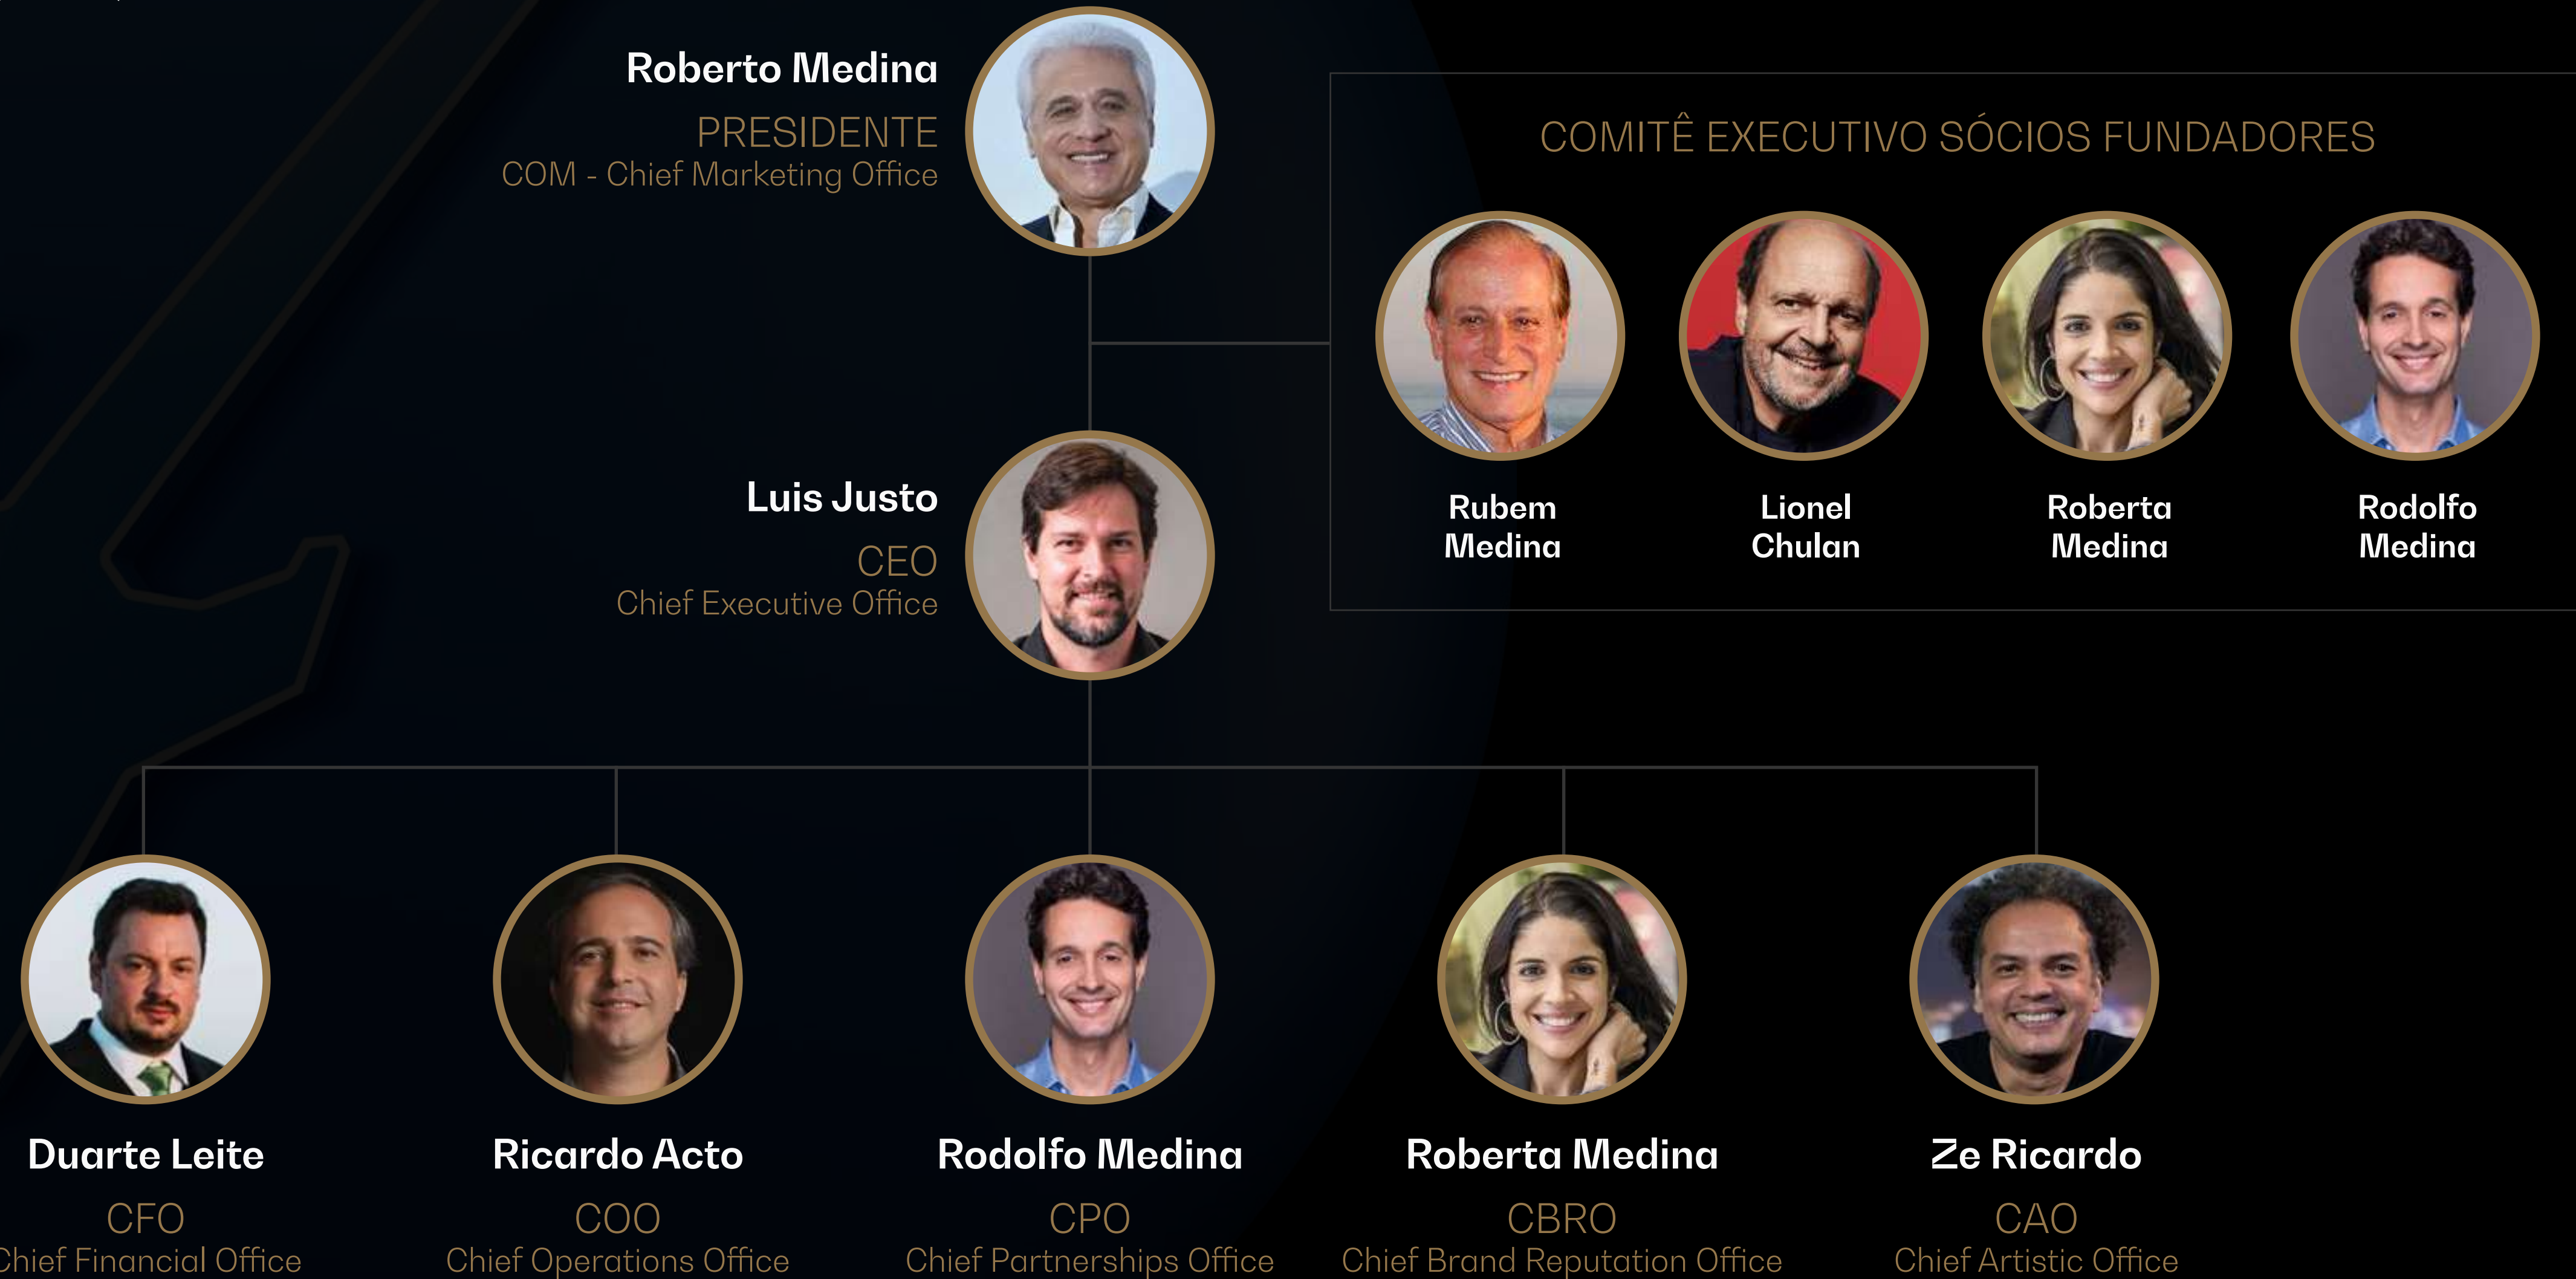 Roberto Medina
PRESIDENTE
COM - Chief Marketing Office
COMITÊ EXECUTIVO SÓCIOS FUNDADORES
Rubem
Medina
Lionel
Chulan
Roberta
Medina
Rodolfo
Medina
Luis Justo
CEO
Chief Executive Office
Duarte Leite
CFO
Chief Financial Office
Ricardo Acto
COO
Chief Operations Office
Rodolfo Medina
CPO
Chief Partnerships Office
Roberta Medina
CBRO
Chief Brand Reputation Office
Ze Ricardo
CAO
Chief Artistic Office